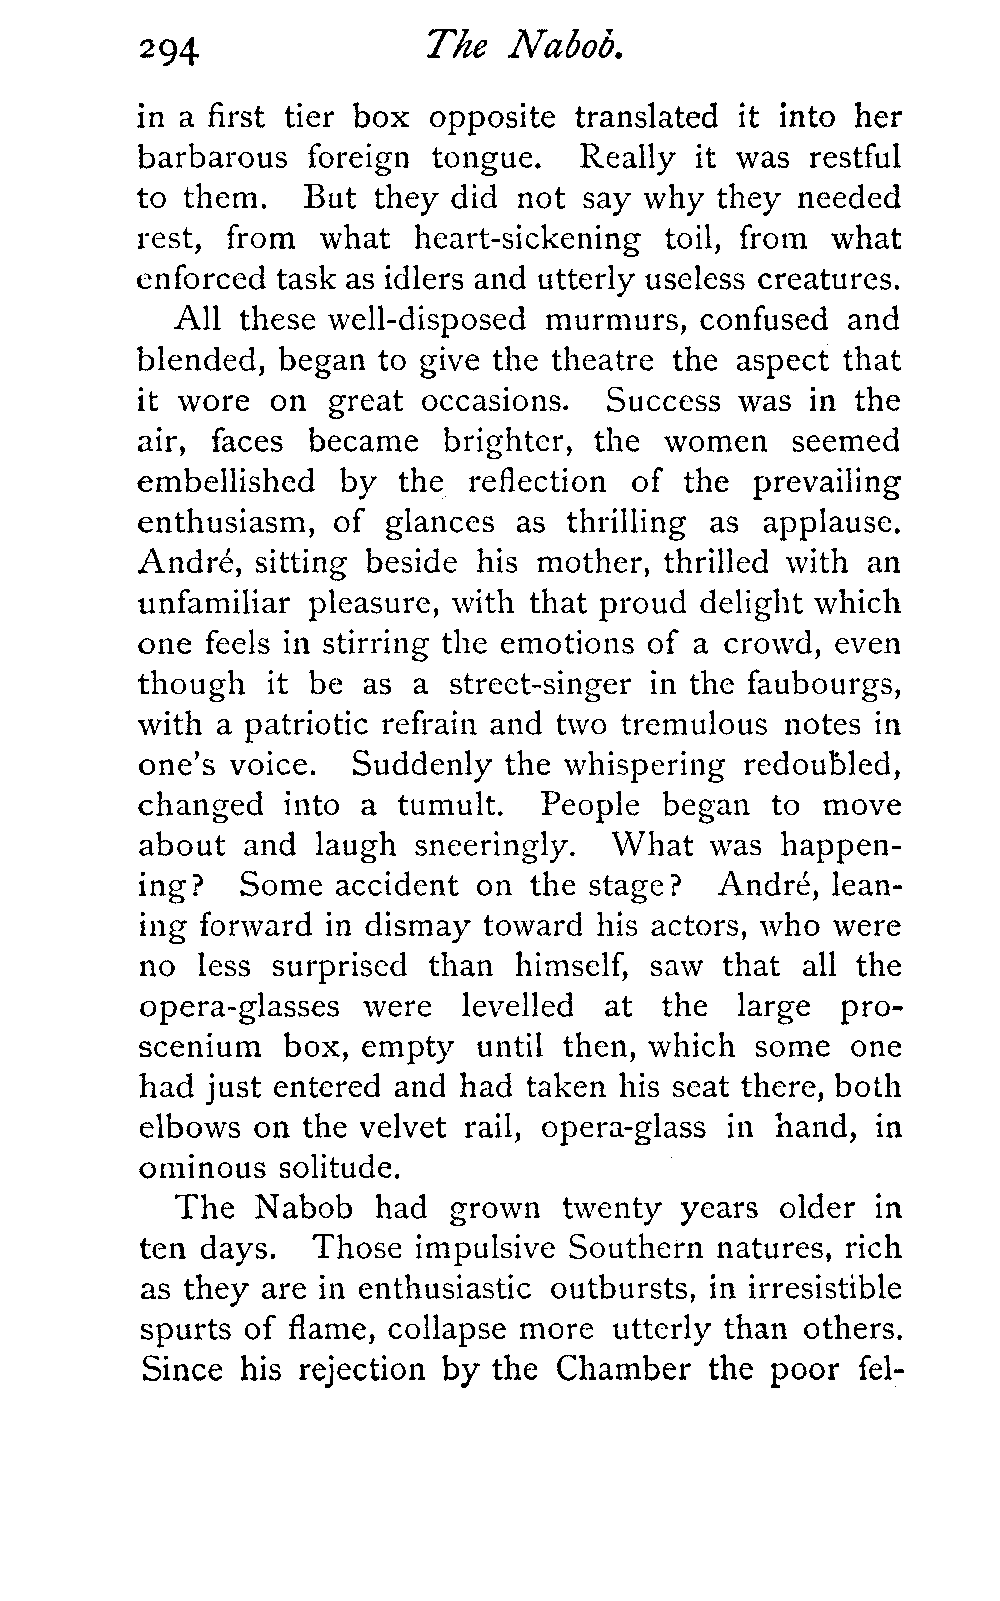 294 The Nabob.
in a first tier box opposite translated it into her
barbarous foreign tongue. Really it was restful
to them. But they did not say why they needed
rest, from what heart-sickening toil, from what
enforced task as idlers and utterly useless creatures.
All these well-disposed murmurs, confused and
blended, began to give the theatre the aspect that
it wore on great occasions. Success was in the
air, faces became brighter, the women seemed
embellished by the reflection of the prevailing
enthusiasm, of glances as thrilling as applause.
André, sitting beside his mother, thrilled with an
unfamiliar pleasure, with that proud delight which
one feels in stirring the emotions of a crowd, even
though it be as a street-singer in the faubourgs,
with a patriotic refrain and two tremulous notes in
one's voice. Suddenly the whispering redoubled,
changed into a tumult. People began to move
about and laugh sneeringly. What was happen-
ing? Some accident on the stage? André, lean-
ing forward in dismay toward his actors, who were
no less surprised than himself, saw that all the
opera-glasses were levelled at the large pro-
scenium box, empty until then, which some one
had just entered and had taken his seat there, both
elbows on the velvet rail, opera-glass in hand, in
ominous solitude.
The Nabob had grown twenty years older in
ten days. Those impulsive Southern natures, rich
as they are in enthusiastic outbursts, in irresistible
spurts of flame, collapse more utterly than others.
Since his rejection by the Chamber the poor fel-